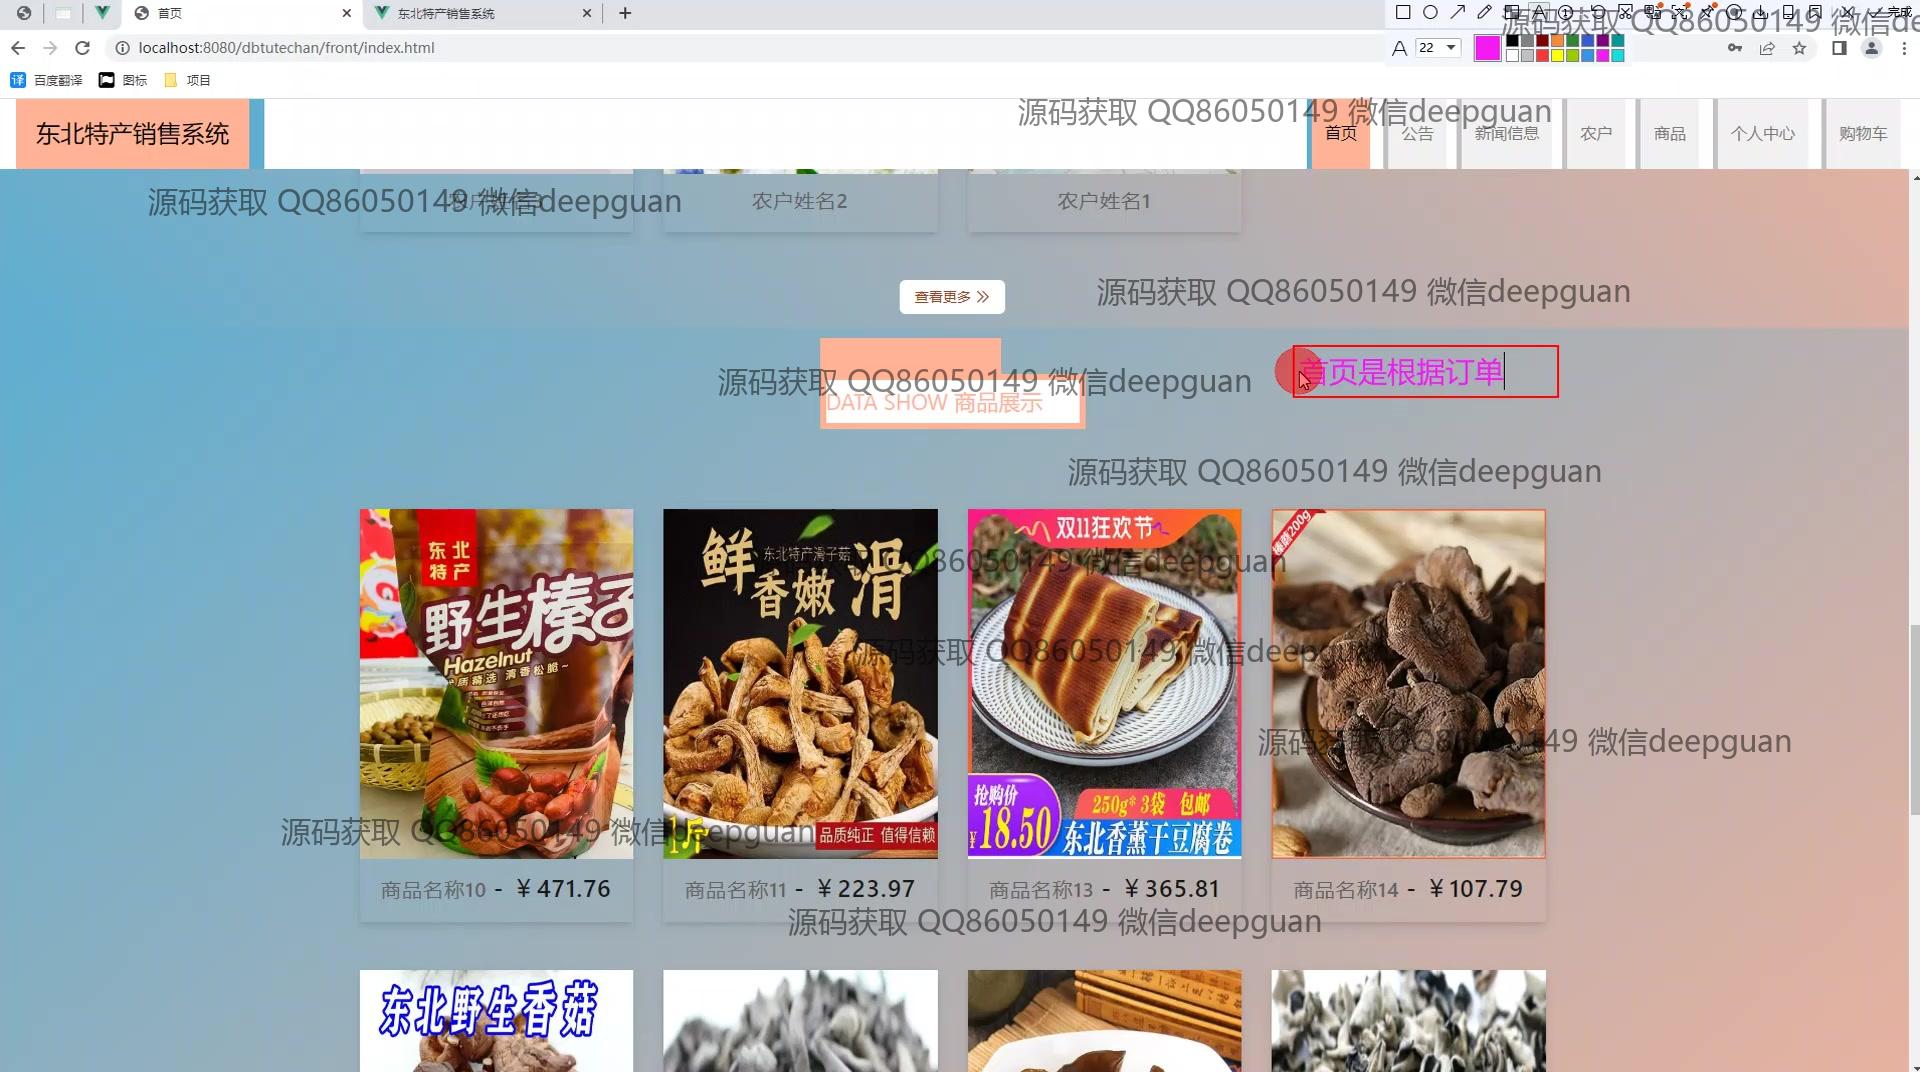 首页
东北特产销售系统
22
完成
localhost:8080/dbtutechan/front/index.html
译 百度翻译
图标
项目
源码获取 QQ86050149 微信de
东北特产销售系统
源码获取 QQ86050149 微信deepguan
首页
公告
新闻信息
农户
商品
个人中心
购物车
源码获取 QQ86050149 微信deepguan
农户姓名2
农户姓名1
查看更多
源码获取 QQ86050149 微信deepguan
首页是根据订单
源码获取 QQ86050149 微信deepguan
DATA SHOW 商品展示
源码获取 QQ86050149 微信deepguan
东北特产
野生榛子
Hazelnut
鲜香嫩滑
东北特产滑子菇
1斤
品质纯正 值得信赖
双11狂欢节
抢购价
¥18.50
250g*3袋 包邮
东北香薰干豆腐卷
榛蘑200g
源码获取 QQ86050149 微信deepguan
源码获取 QQ86050149 微信deepguan
源码获取 QQ86050149 微信deepguan
源码获取 QQ86050149 微信deepguan
商品名称10 - ￥471.76
商品名称11 - ￥223.97
商品名称13 - ￥365.81
商品名称14 - ￥107.79
源码获取 QQ86050149 微信deepguan
东北野生香菇